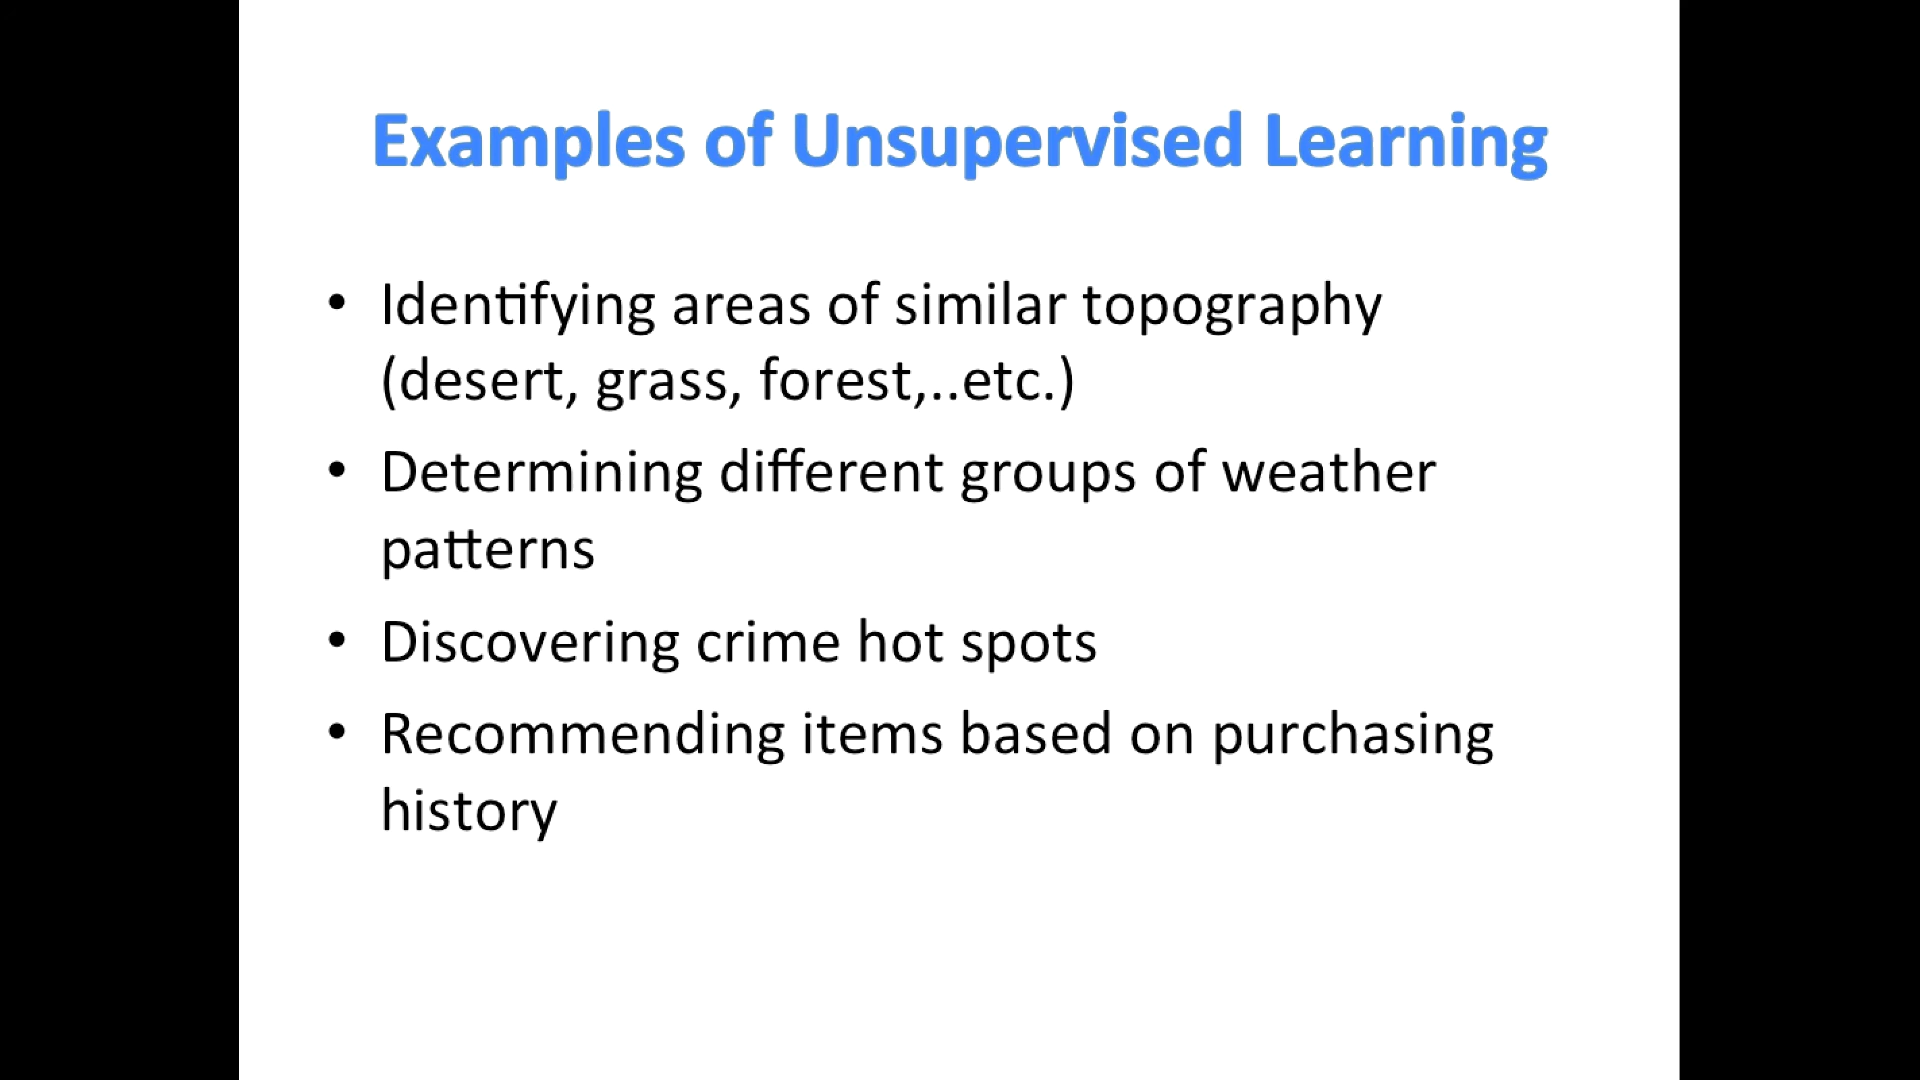 Examples of Unsupervised Learning
• Identifying areas of similar topography
(desert, grass, forest,..etc.)
• Determining different groups of weather
patterns
• Discovering crime hot spots
• Recommending items based on purchasing
history